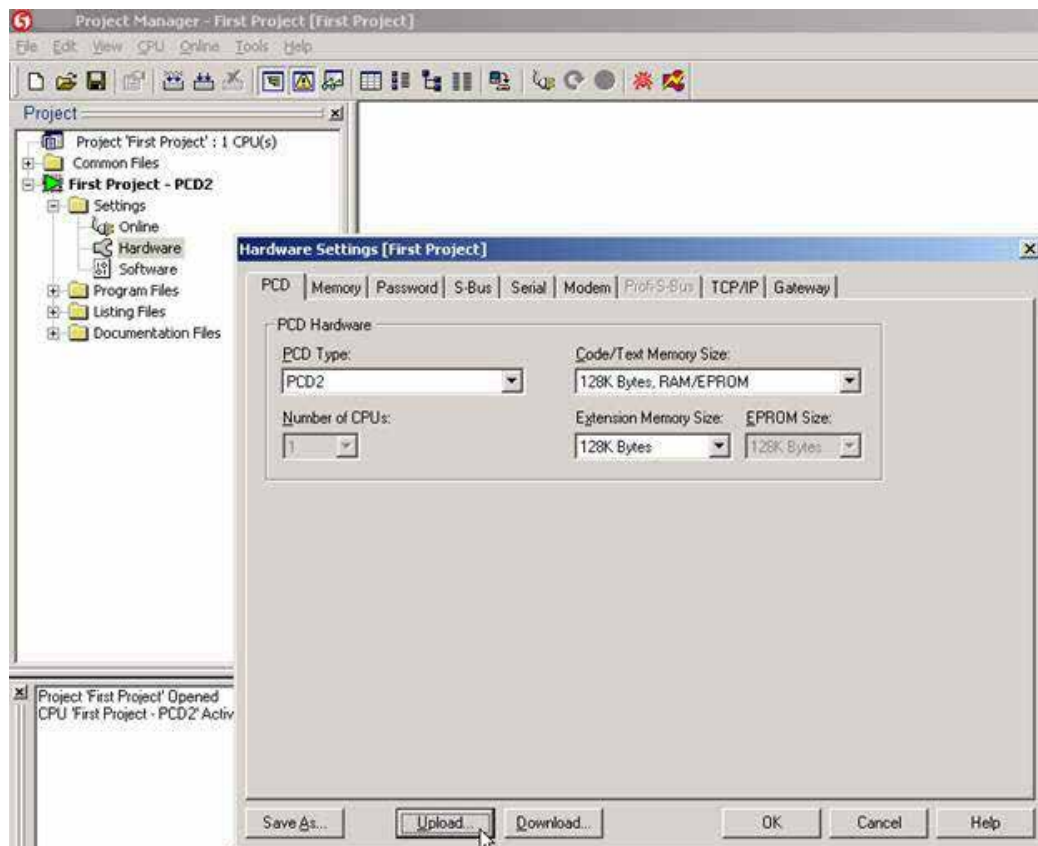 Project Manager - First Project [First Project]
File Edit View CPU Online Tools Help
Project
Project 'First Project' : 1 CPU(s)
Common Files
First Project - PCD2
Settings
Online
Hardware
Software
Program Files
Listing Files
Documentation Files
Hardware Settings [First Project]
PCD Memory Password S-Bus Serial Modem Profi-S-Bus TCP/IP Gateway
PCD Hardware
PCD Type: Code/Text Memory Size:
PCD2 128K Bytes, RAM/EPROM
Number of CPUs: Extension Memory Size: EPROM Size:
1 128K Bytes 128K Bytes
Project 'First Project' Opened
CPU 'First Project - PCD2' Activ
Save As... Upload... Download... OK Cancel Help